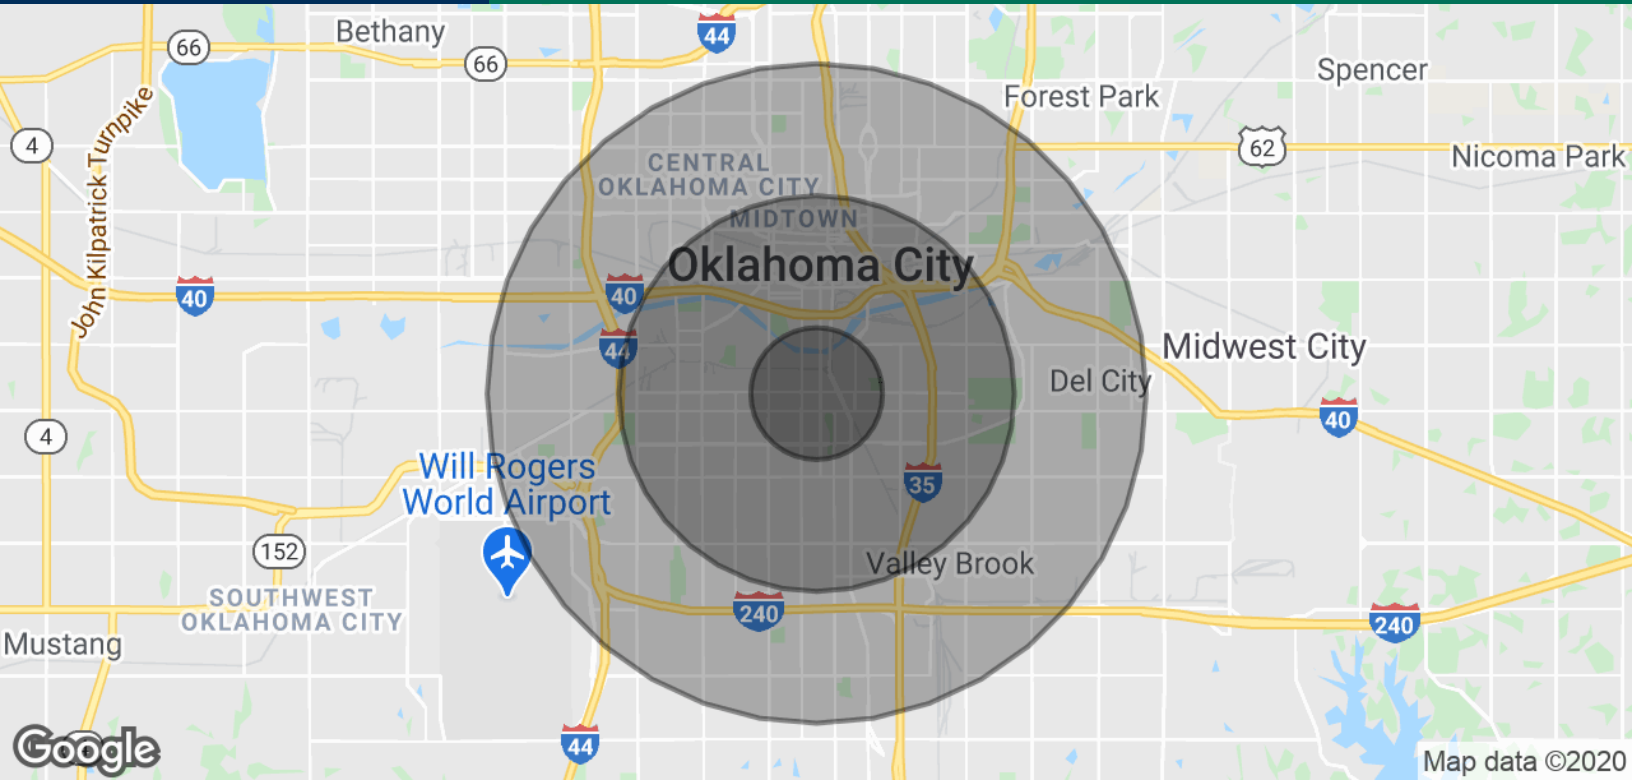 Bethany
44
66
66
Spencer
Forest Park
4
62
Nicoma Park
John Kilpatrick Turnpike
CENTRAL
OKLAHOMA CITY
MIDTOWN
Oklahoma City
40
40
44
Midwest City
Del City
40
4
Will Rogers
World Airport
35
152
Valley Brook
SOUTHWEST
OKLAHOMA CITY
240
240
Mustang
44
Google
Map data ©2020